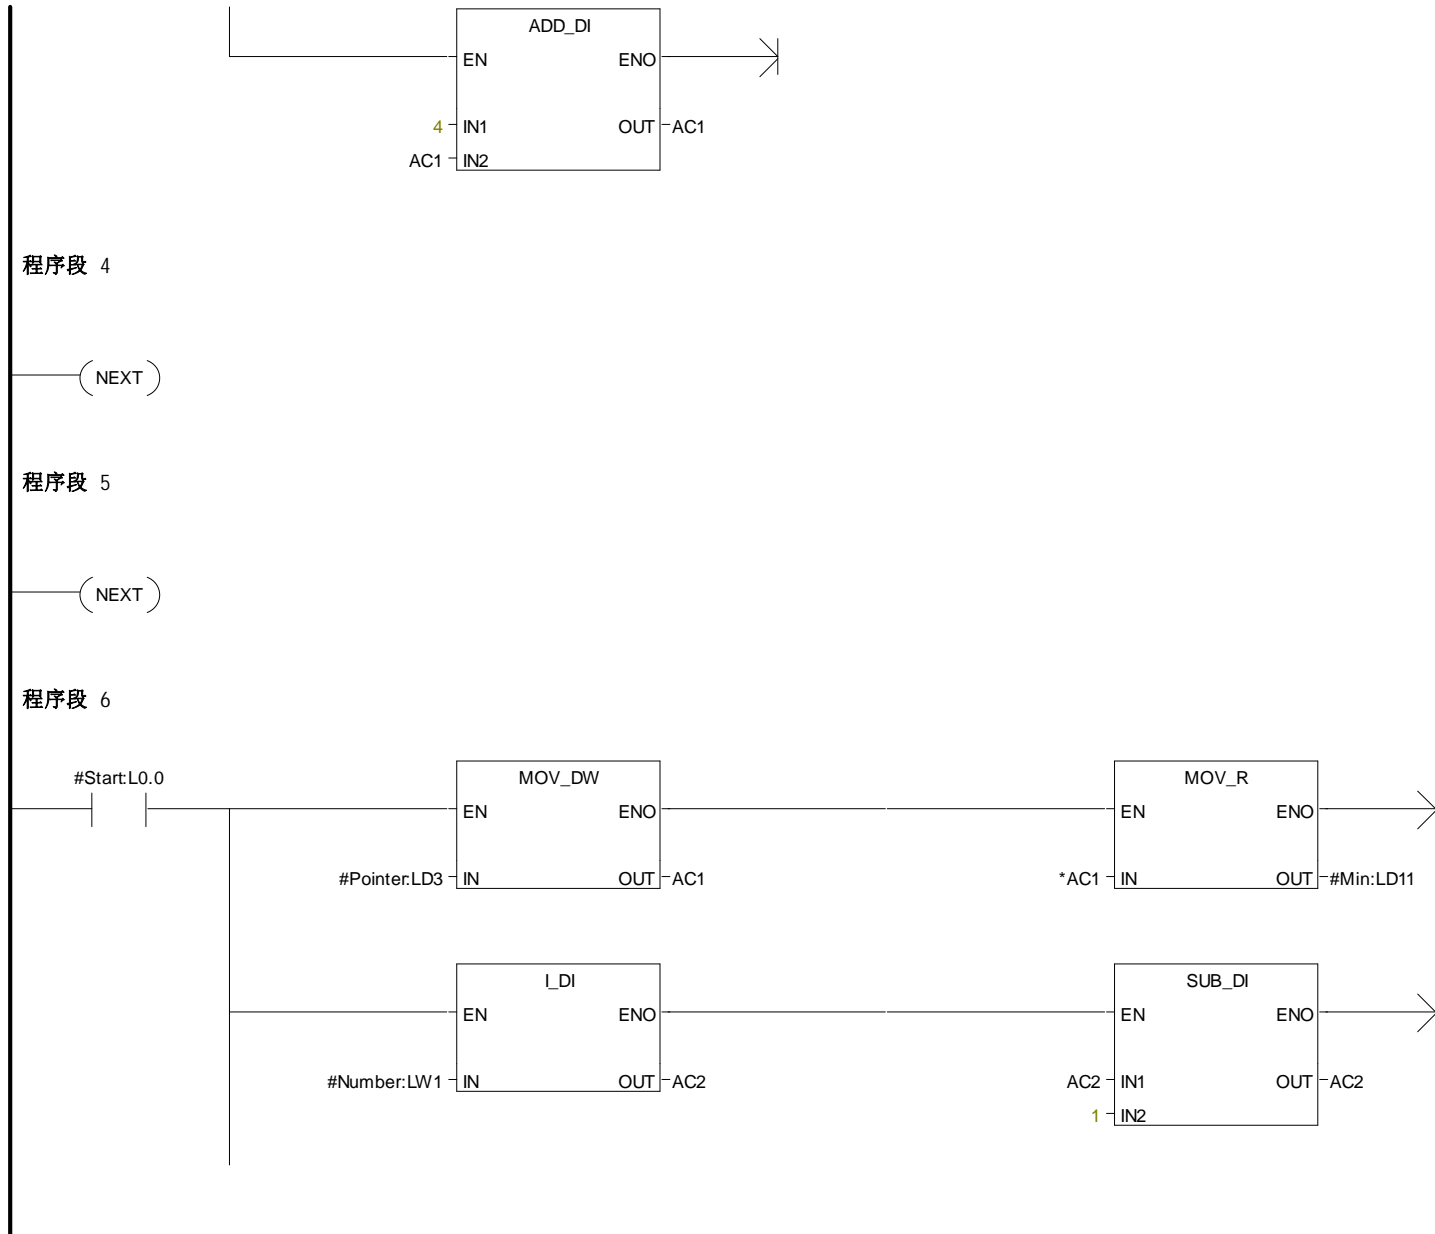 ADD_DI
EN ENO
4 IN1 OUT AC1
AC1 IN2
程序段 4
NEXT
程序段 5
NEXT
程序段 6
#Start:L0.0
MOV_DW MOV_R
EN ENO EN ENO
#Pointer:LD3 IN OUT AC1 *AC1 IN OUT #Min:LD11
I_DI SUB_DI
EN ENO EN ENO
#Number:LW1 IN OUT AC2 AC2 IN1 OUT AC2
1 IN2